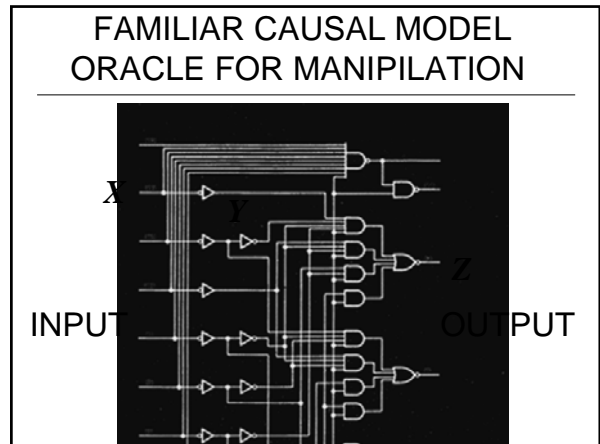 FAMILIAR CAUSAL MODEL
ORACLE FOR MANIPILATION
X
Y
Z
INPUT
OUTPUT